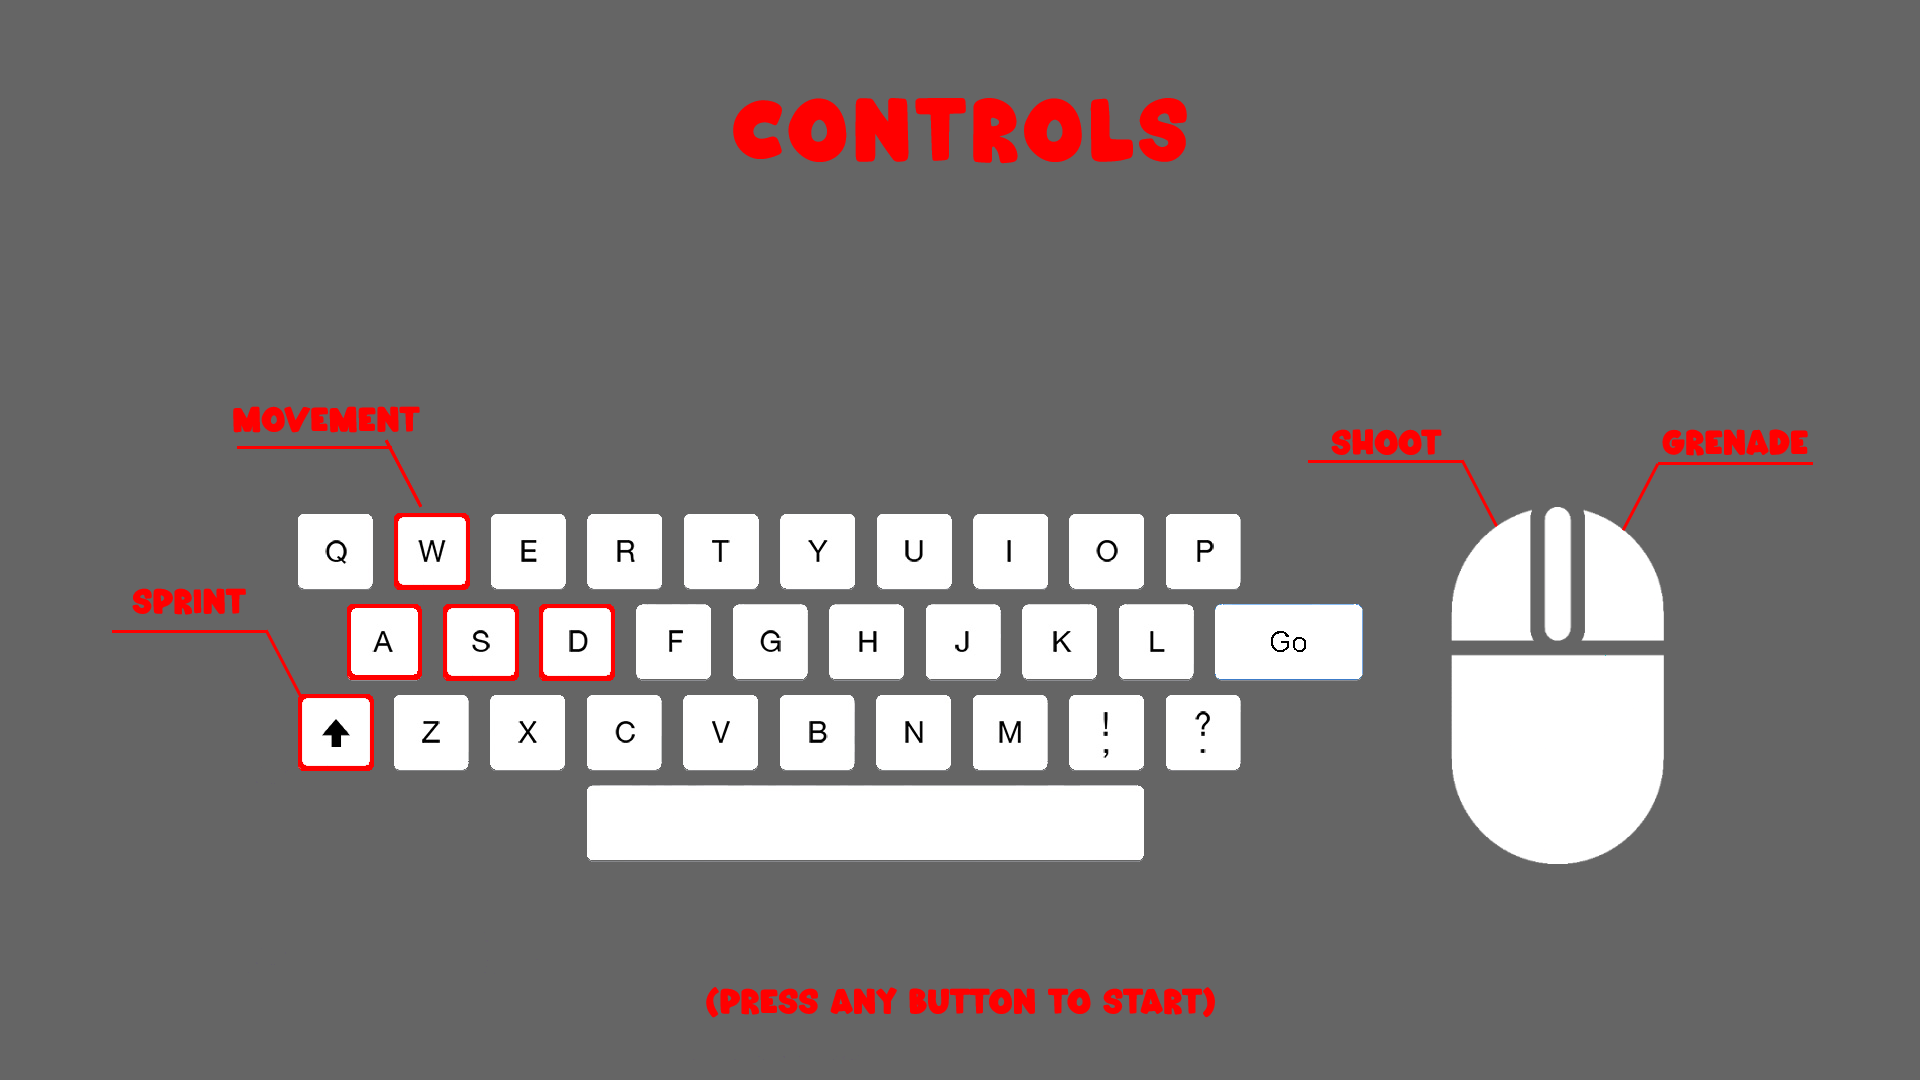 CONTROLS
MOVEMENT
SHOOT
GRENADE
Q W E R T Y U I O P
SPRINT
A S D F G H J K L Go
Z X C V B N M ! , ? .
(PRESS ANY BUTTON TO START)